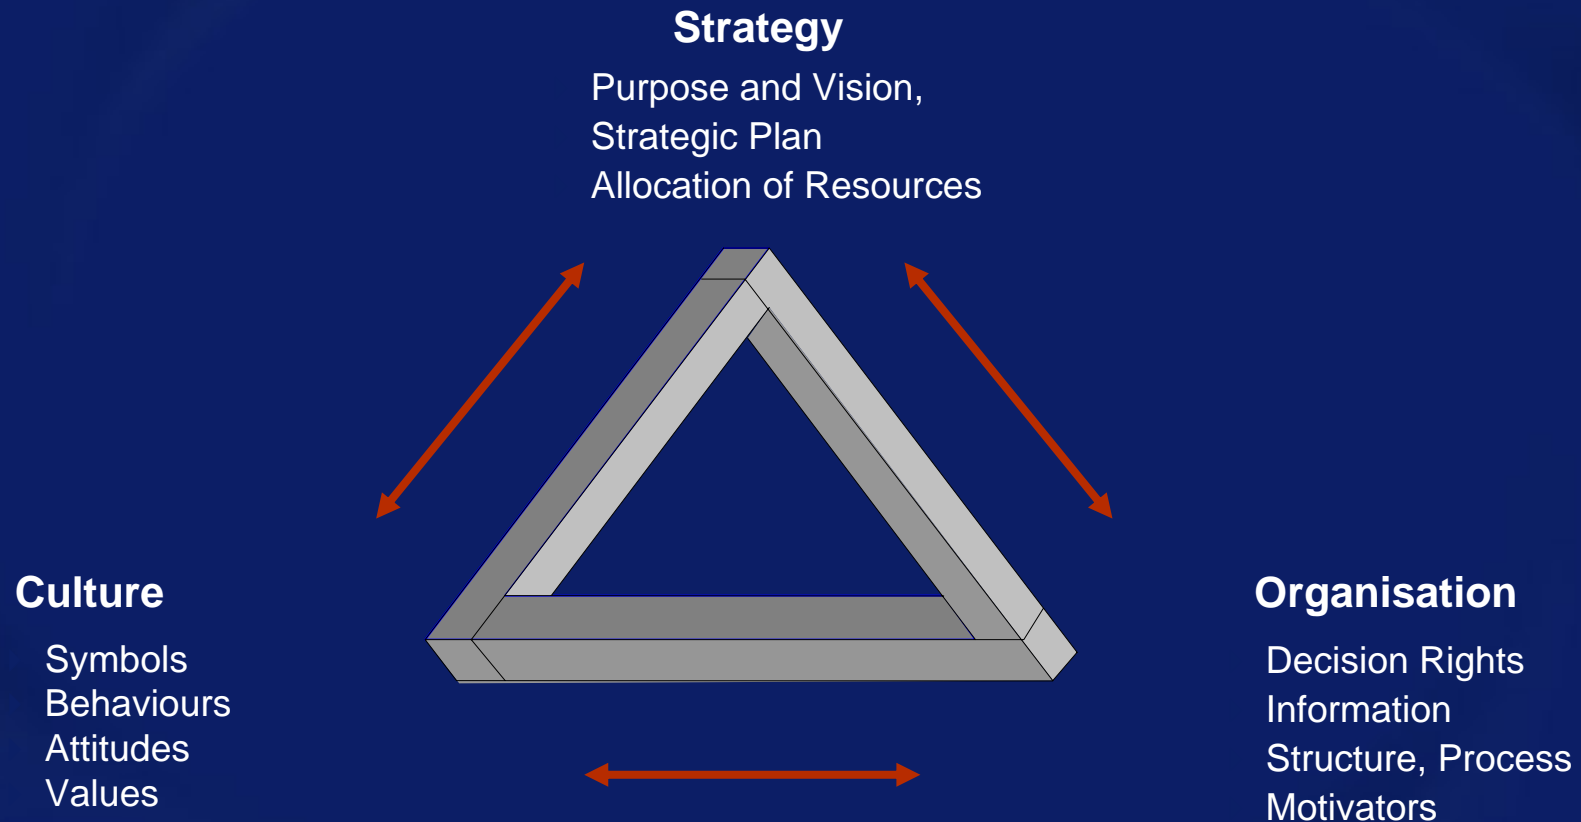 Strategy
Purpose and Vision,
Strategic Plan
Allocation of Resources
Culture
Symbols
Behaviours
Attitudes
Values
Organisation
Decision Rights
Information
Structure, Process
Motivators